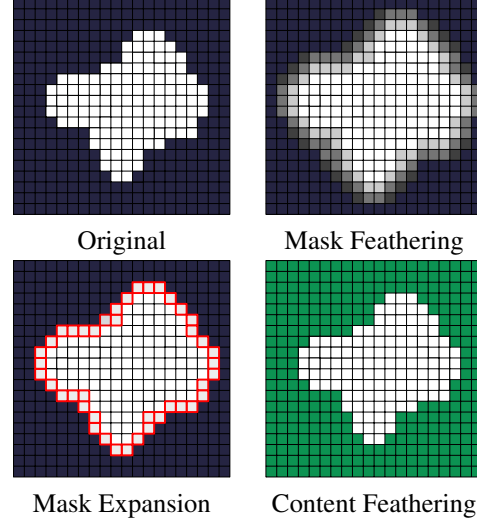 Original
Mask Feathering
Mask Expansion
Content Feathering